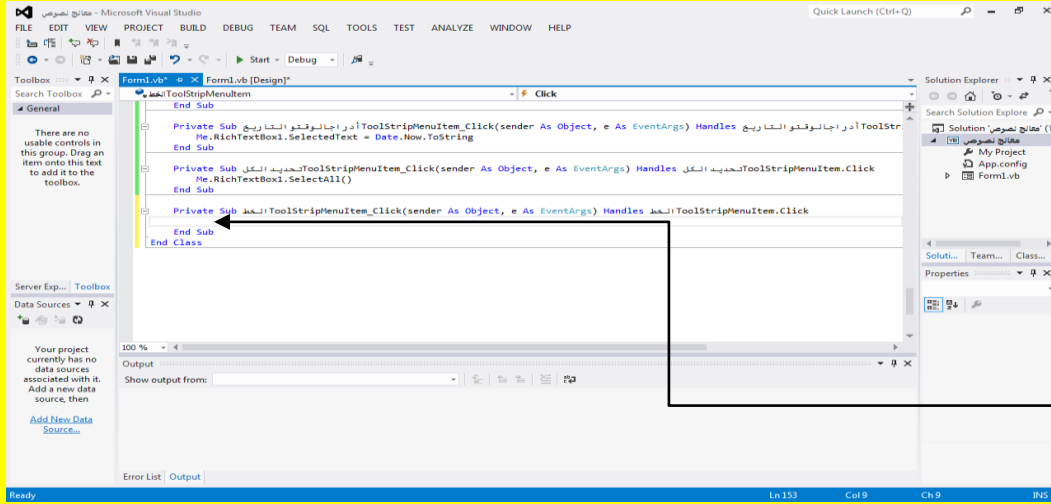 معالج نصوص - Microsoft Visual Studio
Quick Launch (Ctrl+Q)
FILE EDIT VIEW PROJECT BUILD DEBUG TEAM SQL TOOLS TEST ANALYZE WINDOW HELP
Start - Debug
Toolbox
Search Toolbox
General
There are no
usable controls in
this group. Drag an
item onto this text
to add it to the
toolbox.
Server Exp... Toolbox
Data Sources
Your project
currently has no
data sources
associated with it.
Add a new data
source, then
Add New Data
Source...
Form1.vb* Form1.vb [Design]*
الخطToolStripMenuItem Click
End Sub
Private Sub أدراجالوقتوالتاريخToolStripMenuItem_Click(sender As Object, e As EventArgs) Handles أدراجالوقتوالتاريخToolStri
Me.RichTextBox1.SelectedText = Date.Now.ToString
End Sub
Private Sub تحديدالكلToolStripMenuItem_Click(sender As Object, e As EventArgs) Handles تحديدالكلToolStripMenuItem.Click
Me.RichTextBox1.SelectAll()
End Sub
Private Sub الخطToolStripMenuItem_Click(sender As Object, e As EventArgs) Handles الخطToolStripMenuItem.Click
End Sub
End Class
100 %
Output
Show output from:
Error List Output
Solution Explorer
Search Solution Explore
Solution 'معالج نصوص' (1
معالج نصوص
My Project
App.config
Form1.vb
Soluti... Team... Class...
Properties
Ready Ln 153 Col 9 Ch 9 INS